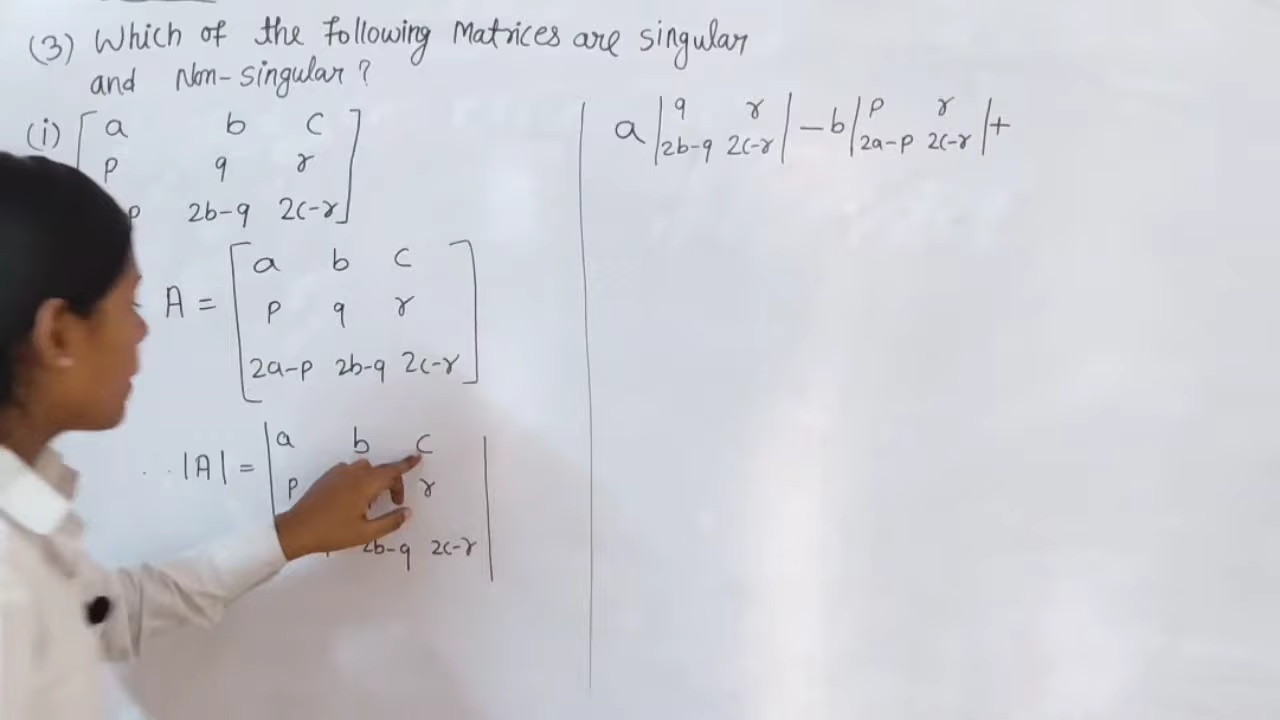 (3) Which of the following Matrices are singular
and Non-singular ?
(i) [ a b c ]
p q r
p 2b-q 2c-r
A = [ a b c ]
p q r
2a-p 2b-q 2c-r
|A| = | a b c |
p r
2b-q 2c-r
a | q r | - b | p r | +
2b-q 2c-r 2a-p 2c-r